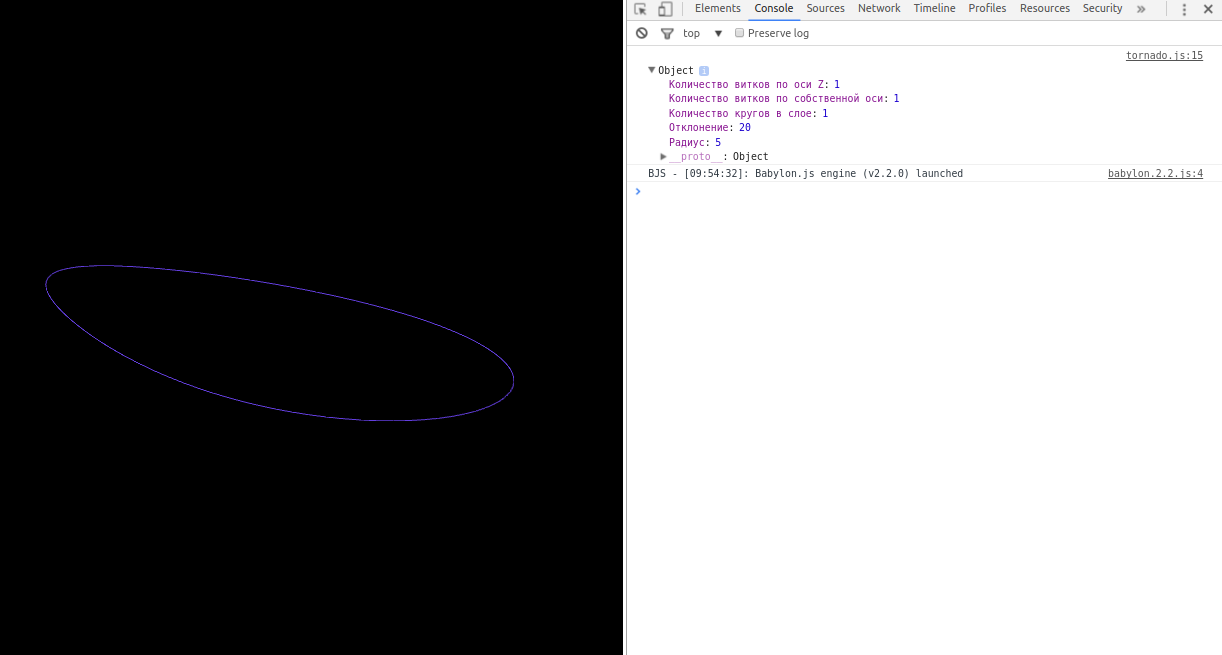 Elements Console Sources Network Timeline Profiles Resources Security »
top ▼ Preserve log
tornado.js:15
▼Object i
Количество витков по оси Z: 1
Количество витков по собственной оси: 1
Количество кругов в слое: 1
Отклонение: 20
Радиус: 5
▶__proto__: Object
BJS - [09:54:32]: Babylon.js engine (v2.2.0) launched babylon.2.2.js:4